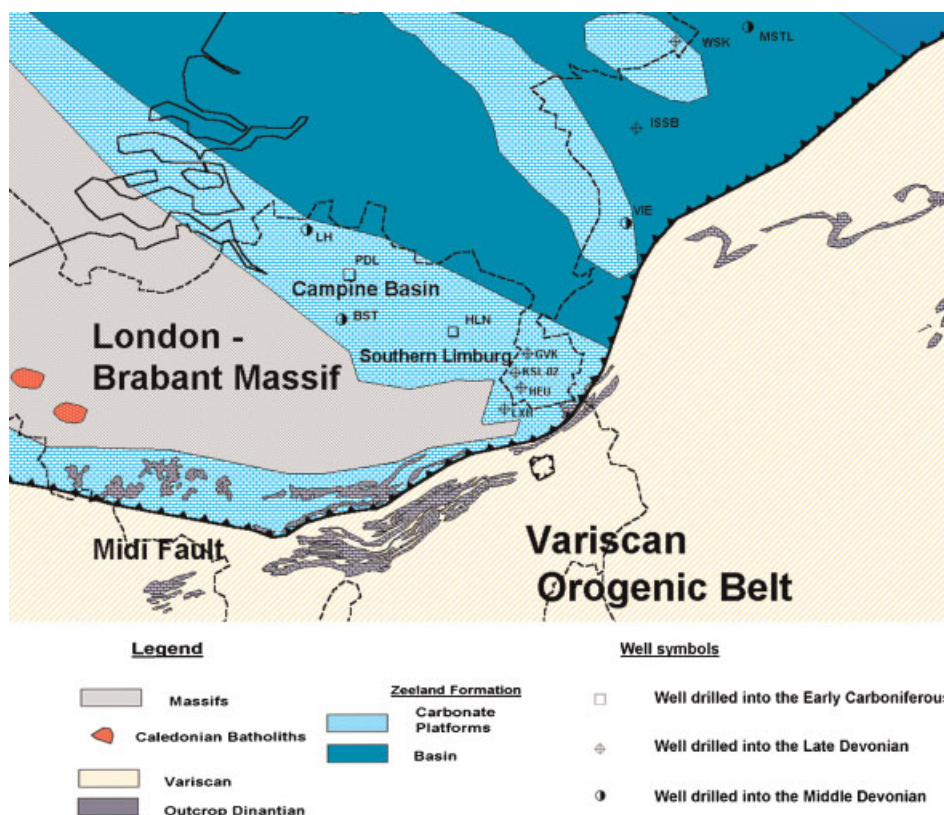 WSK
MSTL
ISSB
VIE
LH
PDL
Campine Basin
BST
HLN
London -
Brabant Massif
Southern Limburg
GVK
KSL 02
HEU
LXH
Midi Fault
Variscan
Orogenic Belt
Legend
Massifs
Caledonian Batholiths
Variscan
Outcrop Dinantian
Zeeland Formation
Carbonate
Platforms
Basin
Well symbols
Well drilled into the Early Carboniferous
Well drilled into the Late Devonian
Well drilled into the Middle Devonian